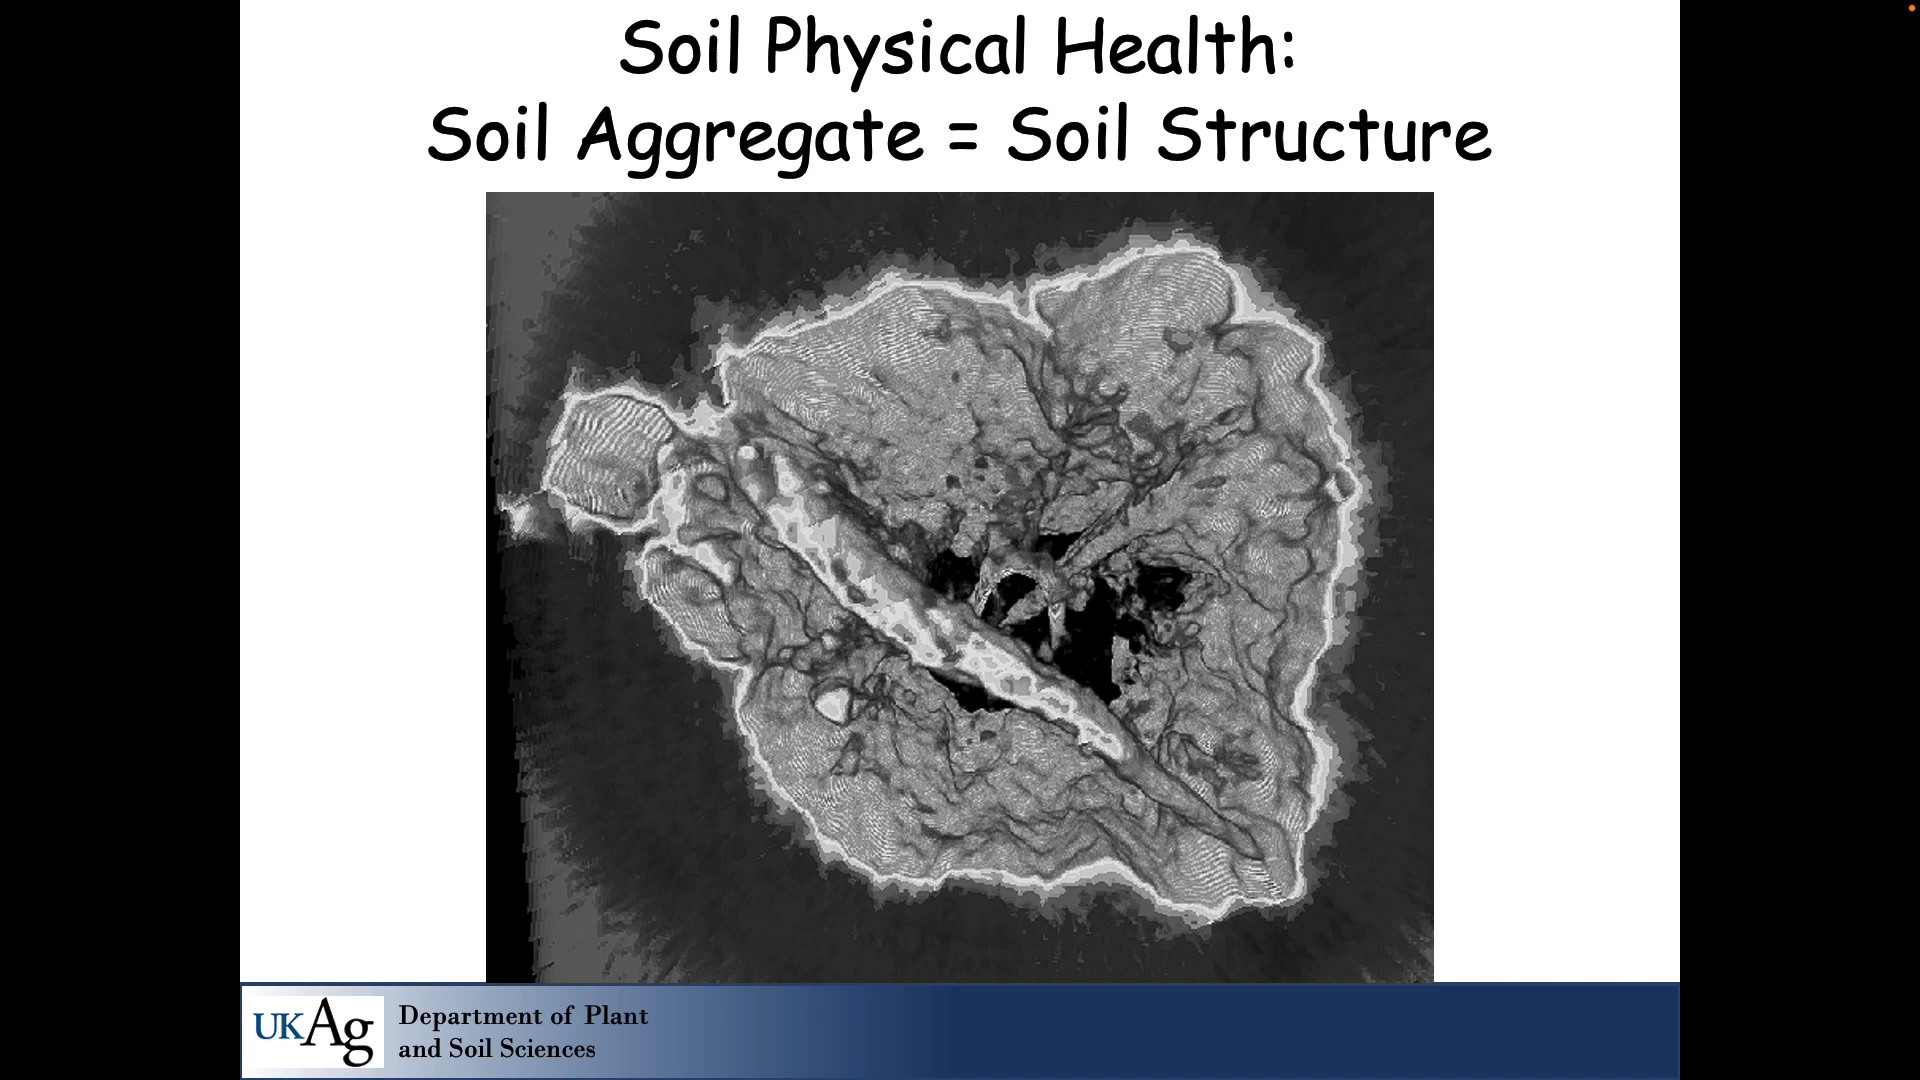 Soil Physical Health:
Soil Aggregate = Soil Structure
UKAg
Department of Plant
and Soil Sciences